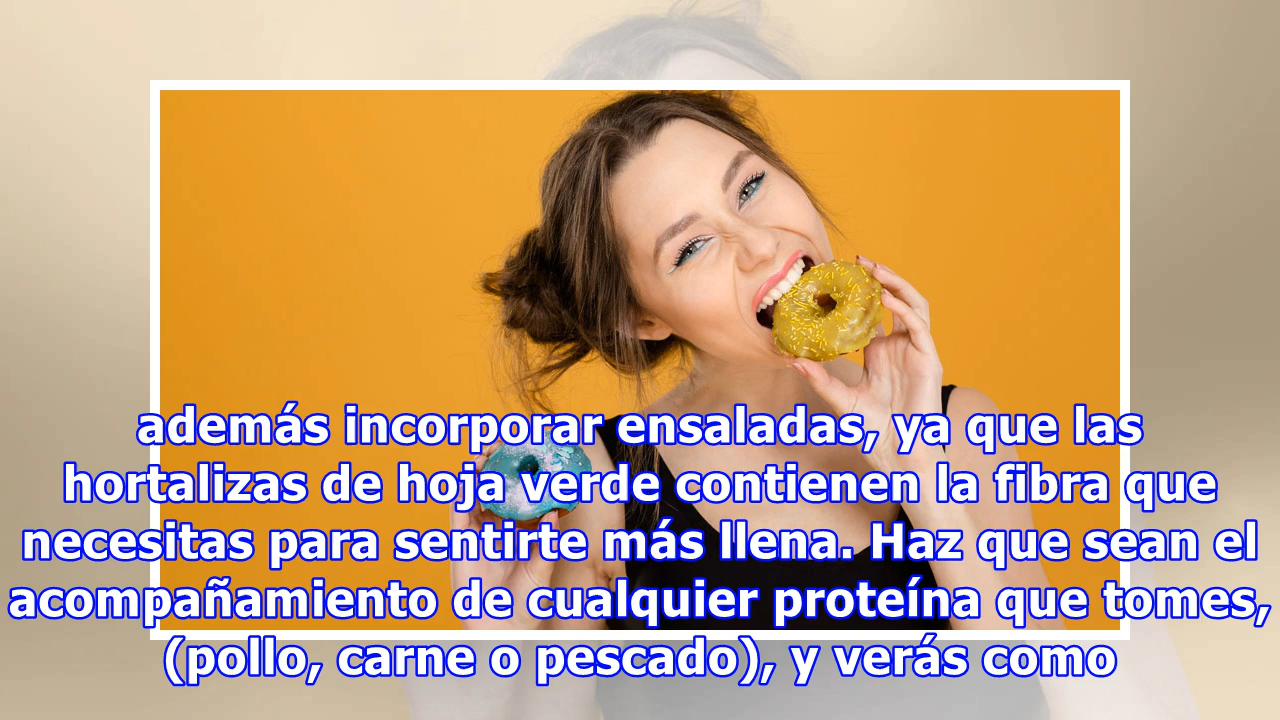 además incorporar ensaladas, ya que las
hortalizas de hoja verde contienen la fibra que
necesitas para sentirte más llena. Haz que sean el
acompañamiento de cualquier proteína que tomes,
(pollo, carne o pescado), y verás como